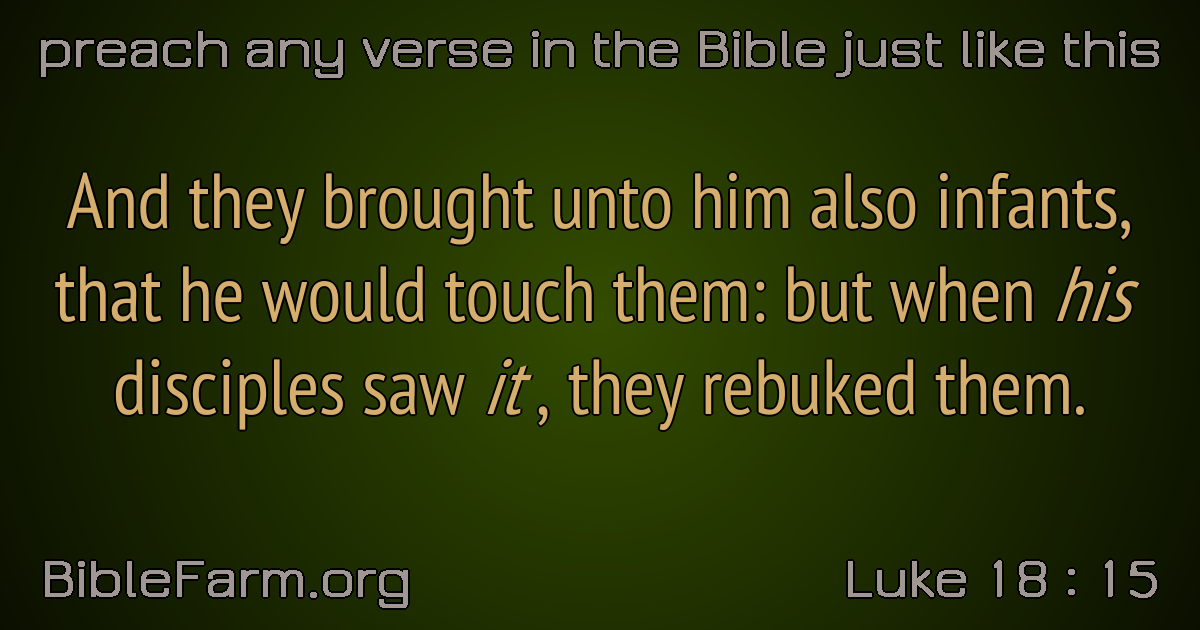 preach any verse in the Bible just like this
And they brought unto him also infants,
that he would touch them: but when his
disciples saw it , they rebuked them.
BibleFarm.org
Luke 18 : 15